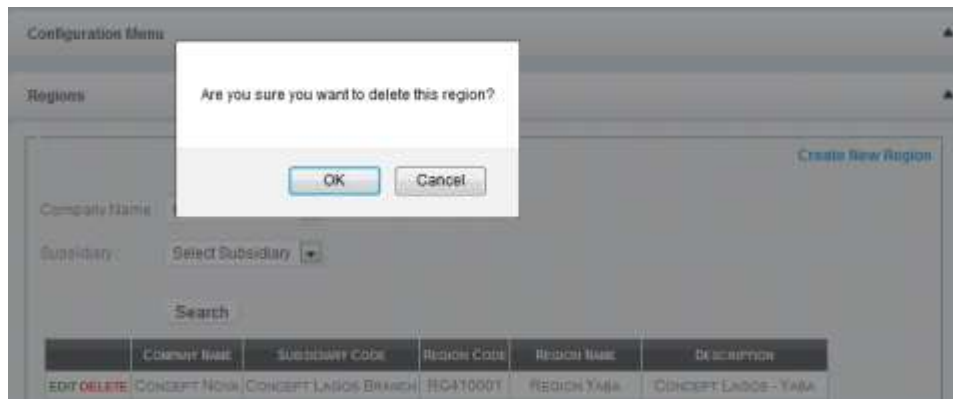 Configuration Menu
Regions
Are you sure you want to delete this region?
OK Cancel
Create New Region
Company Name
Subsidiary : Select Subsidiary
Search
COMPANY NAME SUBSIDIARY CODE REGION CODE REGION NAME DESCRIPTION
EDIT DELETE CONCEPT NOVA CONCEPT LAGOS BRANCH RG410001 REGION YABA CONCEPT LAGOS - YABA